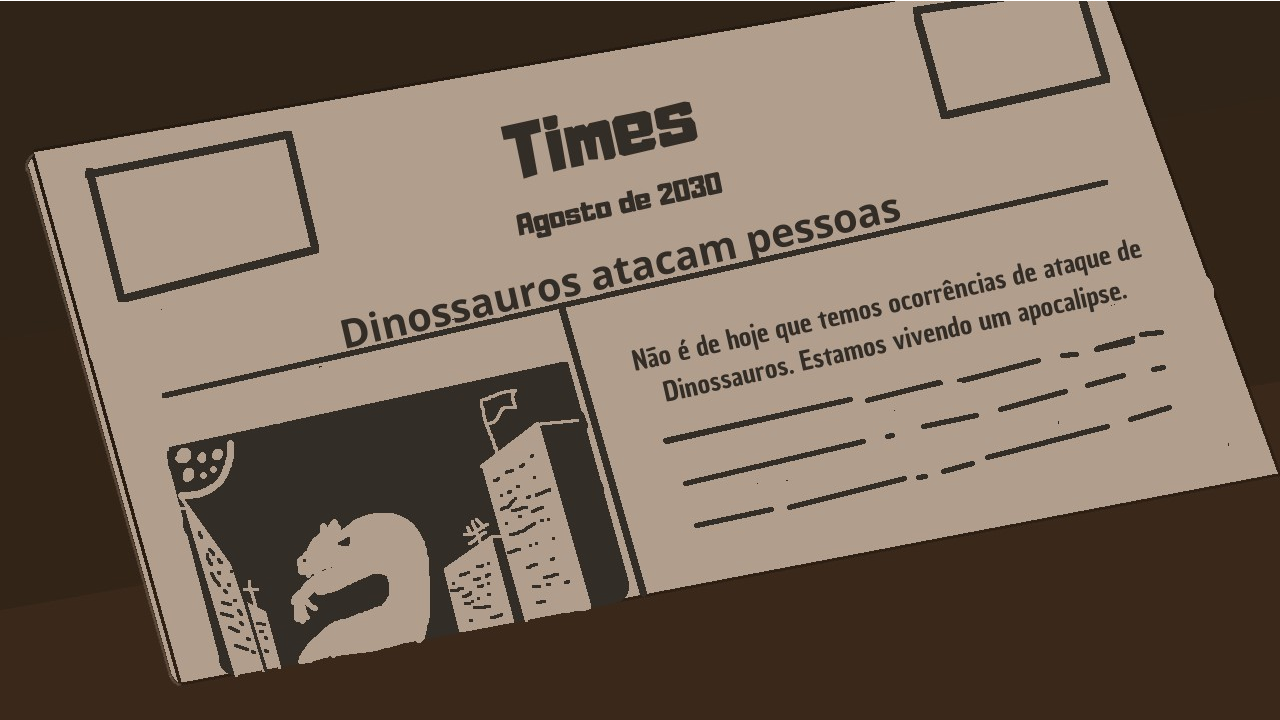 Times
Agosto de 2030
Dinossauros atacam pessoas
Não é de hoje que temos ocorrências de ataque de
Dinossauros. Estamos vivendo um apocalipse.